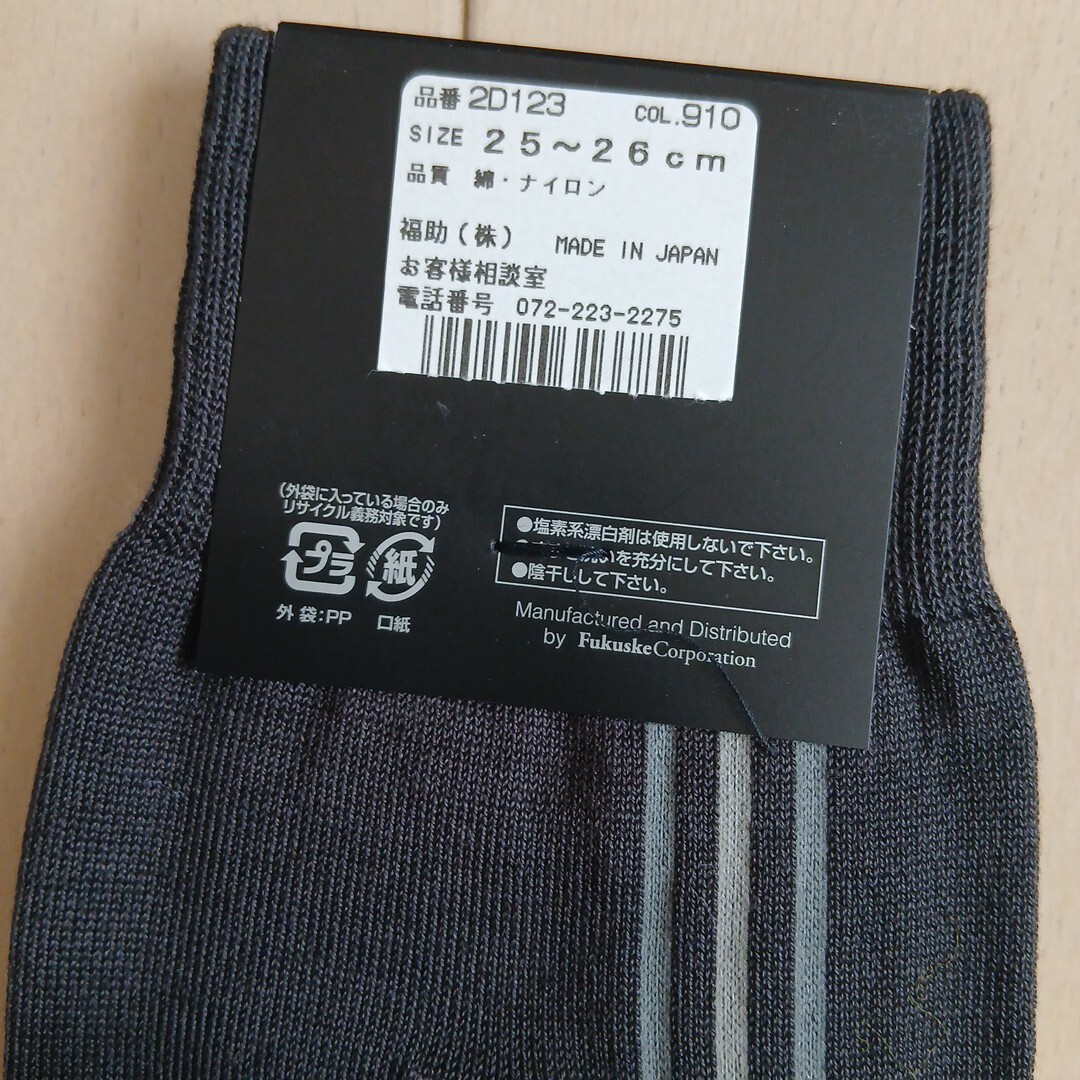 品番 2D123 COL.910
SIZE 25～26cm
品質 綿・ナイロン
福助(株) MADE IN JAPAN
お客様相談室
電話番号 072-223-2275
(外袋に入っている場合のみ
リサイクル義務対象です)
プラ 紙
外袋:PP 口紙
●塩素系漂白剤は使用しないで下さい。
洗いを充分にして下さい。
●陰干しして下さい。
Manufactured and Distributed
by FukuskeCorporation